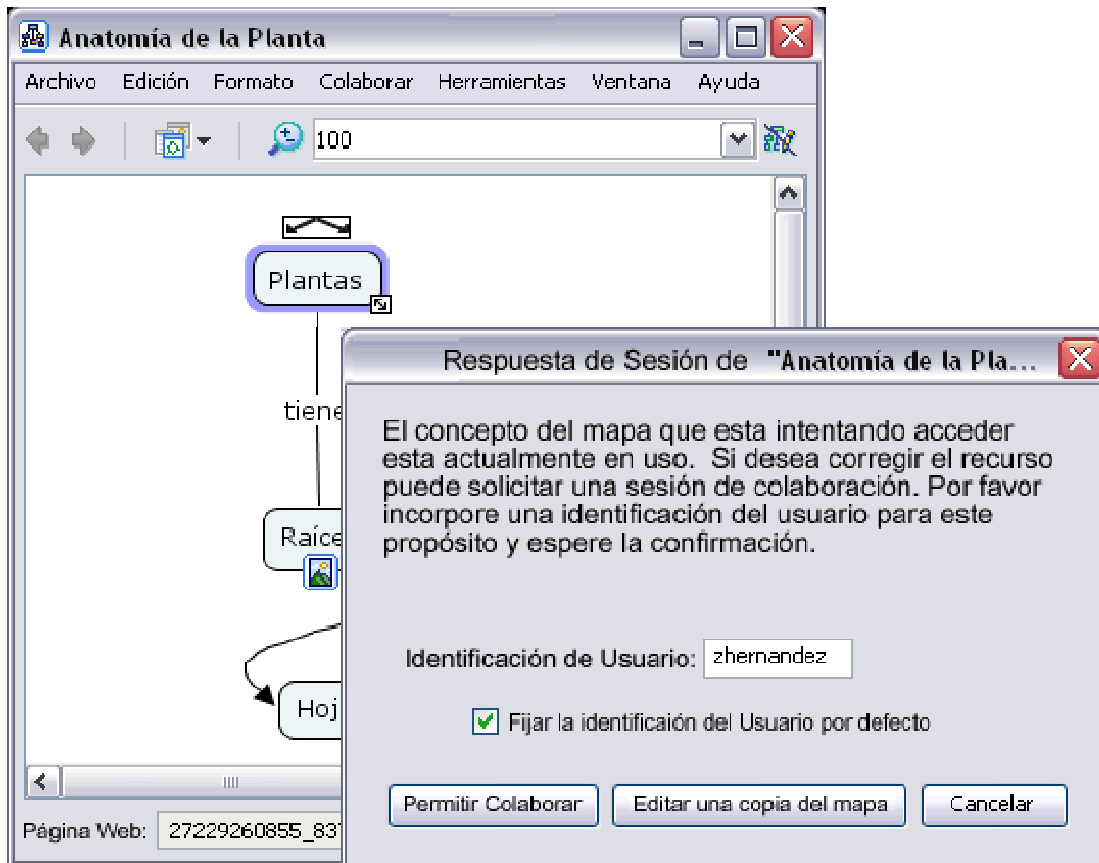 Anatomía de la Planta
Archivo Edición Formato Colaborar Herramientas Ventana Ayuda
100
Plantas
tiene
Raíce
Hoj
Página Web: 27229260855_837
Respuesta de Sesión de "Anatomía de la Pla...
El concepto del mapa que esta intentando acceder
esta actualmente en uso. Si desea corregir el recurso
puede solicitar una sesión de colaboración. Por favor
incorpore una identificación del usuario para este
propósito y espere la confirmación.
Identificación de Usuario: zhernandez
Fijar la identificaión del Usuario por defecto
Permitir Colaborar Editar una copia del mapa Cancelar